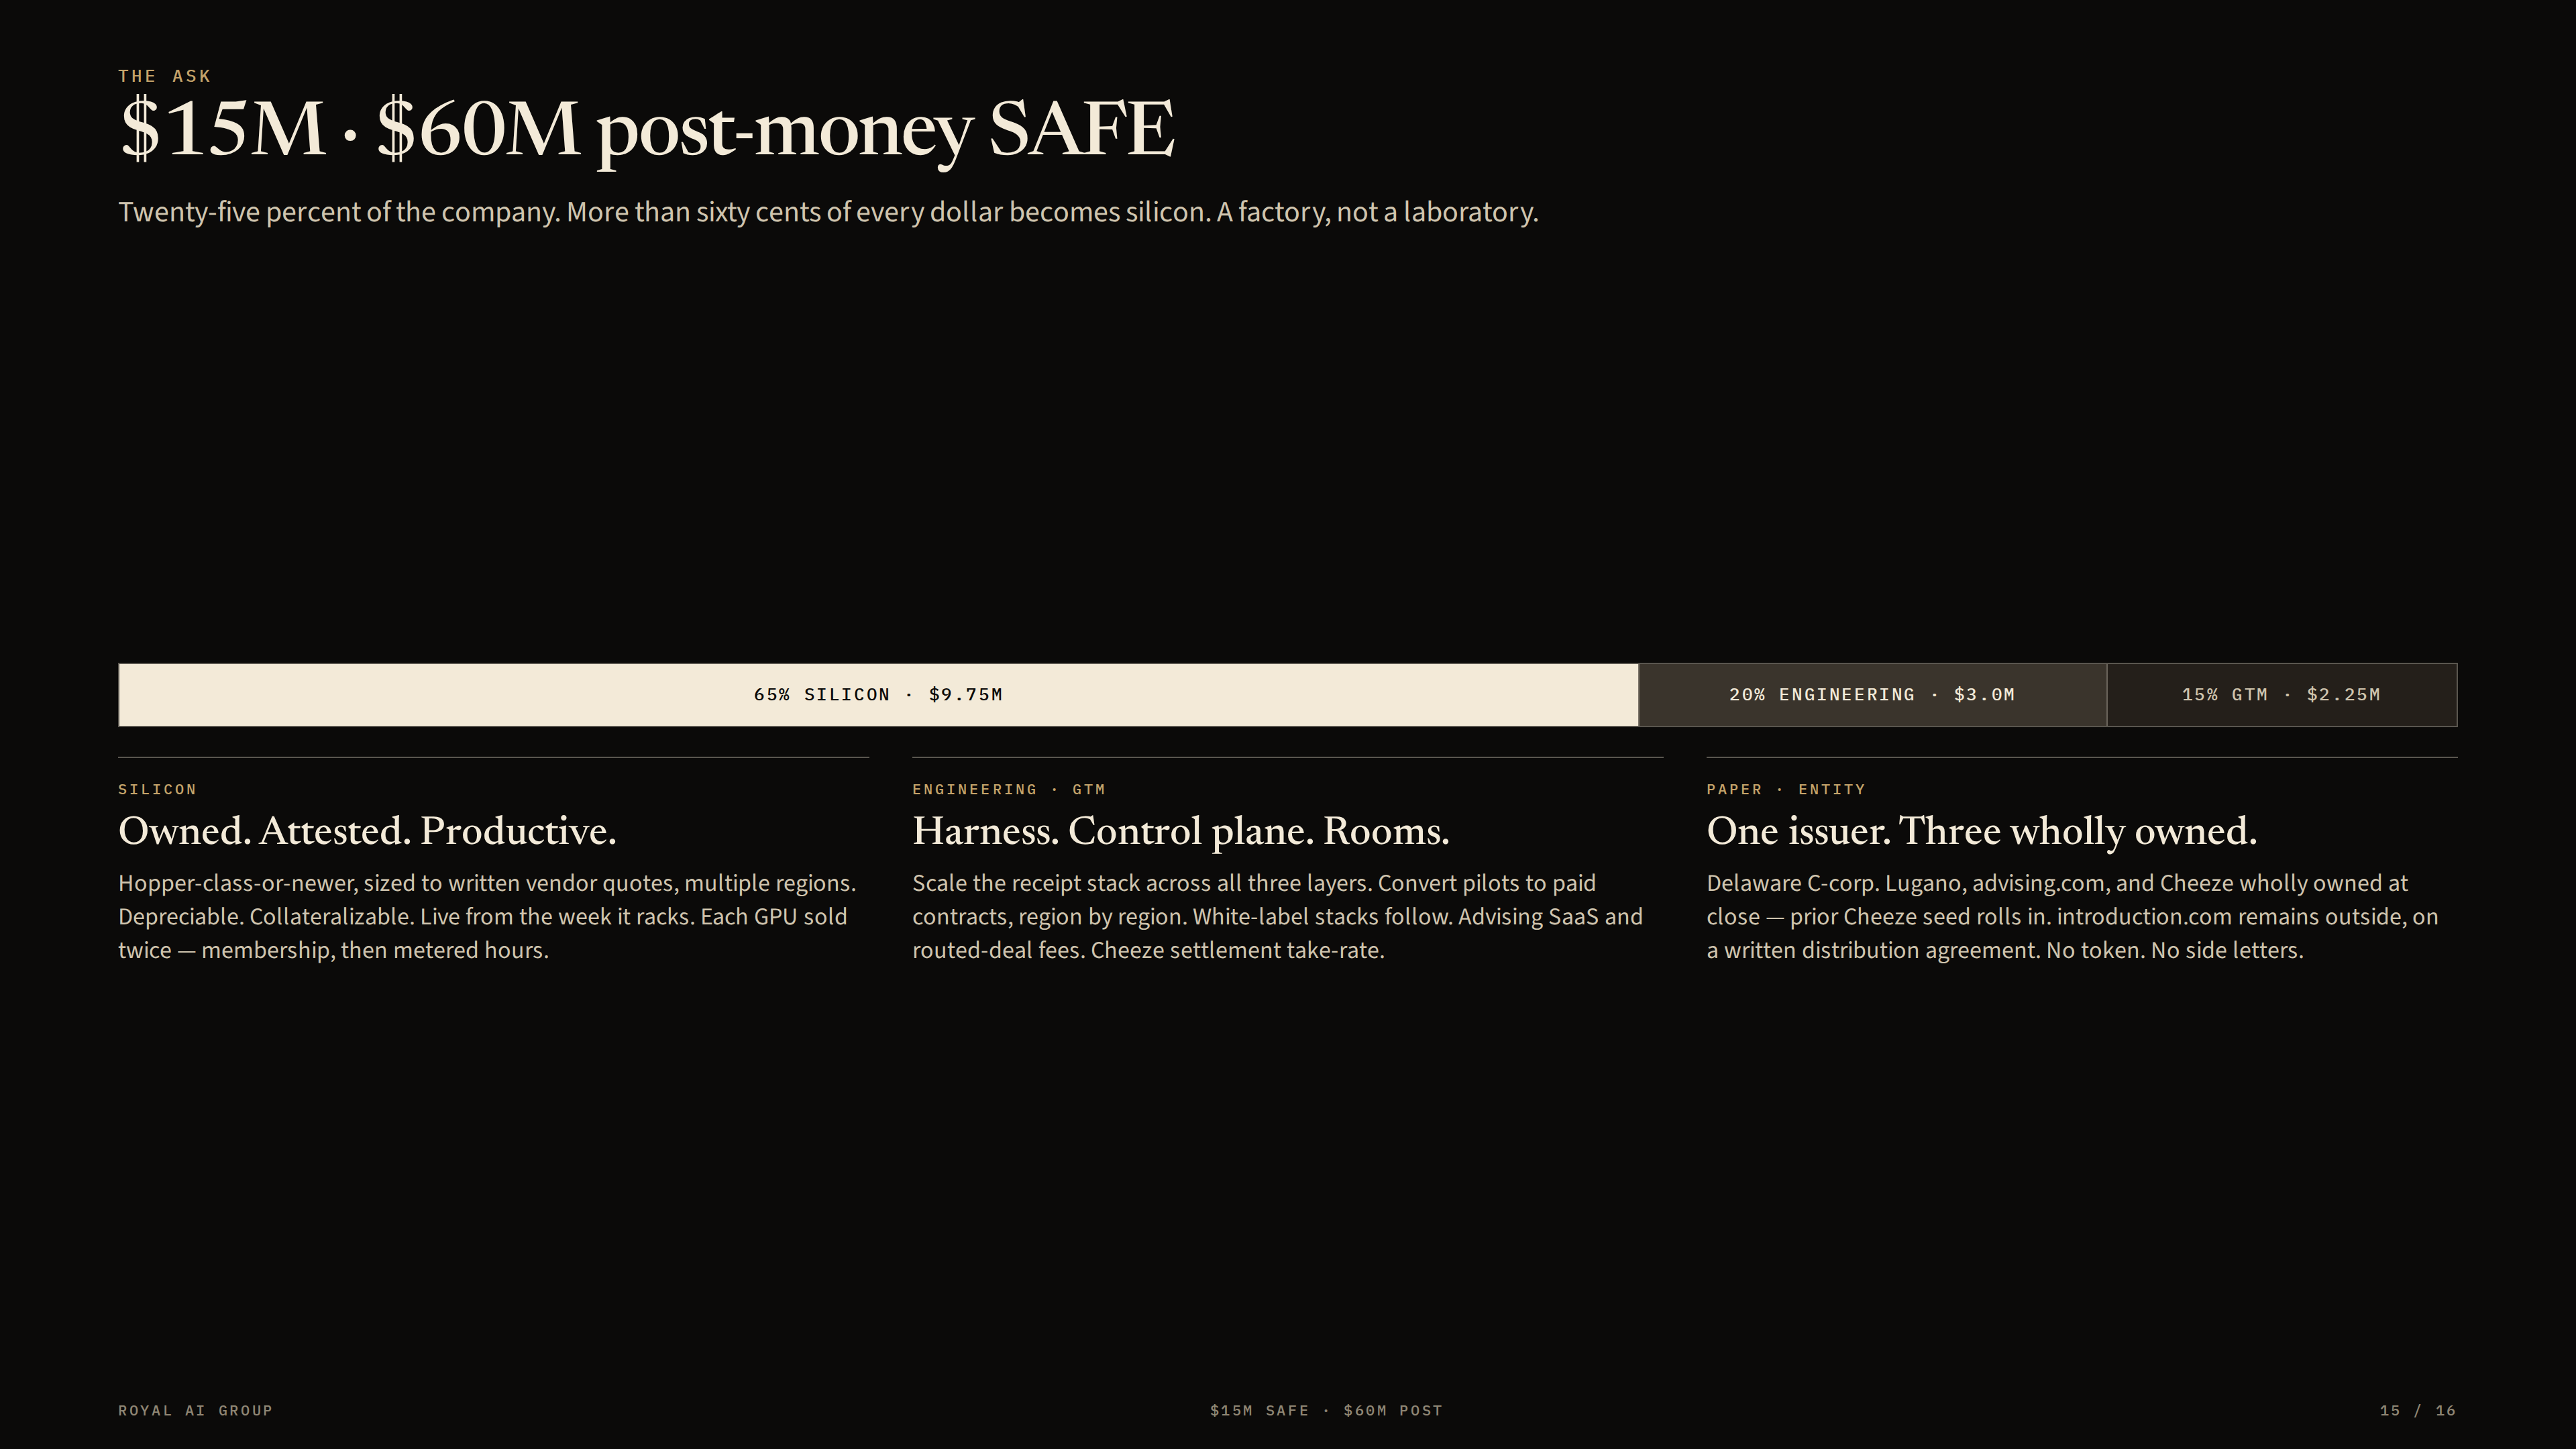 THE ASK
$15M · $60M post-money SAFE
Twenty-five percent of the company. More than sixty cents of every dollar becomes silicon. A factory, not a laboratory.
65% SILICON · $9.75M
20% ENGINEERING · $3.0M
15% GTM · $2.25M
SILICON
Owned. Attested. Productive.
Hopper-class-or-newer, sized to written vendor quotes, multiple regions.
Depreciable. Collateralizable. Live from the week it racks. Each GPU sold
twice — membership, then metered hours.
ENGINEERING · GTM
Harness. Control plane. Rooms.
Scale the receipt stack across all three layers. Convert pilots to paid
contracts, region by region. White-label stacks follow. Advising SaaS and
routed-deal fees. Cheeze settlement take-rate.
PAPER · ENTITY
One issuer. Three wholly owned.
Delaware C-corp. Lugano, advising.com, and Cheeze wholly owned at
close — prior Cheeze seed rolls in. introduction.com remains outside, on
a written distribution agreement. No token. No side letters.
ROYAL AI GROUP
$15M SAFE · $60M POST
15 / 16